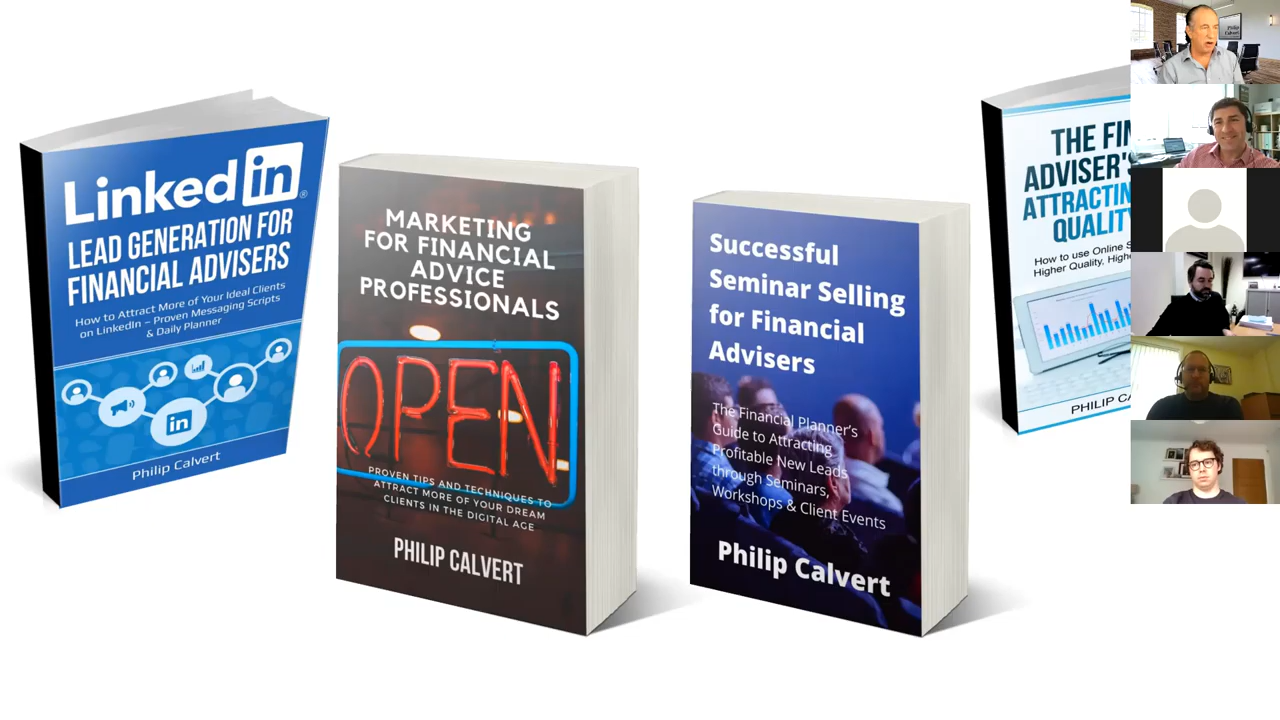 Linked in®
LEAD GENERATION FOR
FINANCIAL ADVISERS
How to Attract More of Your Ideal Clients
on LinkedIn – Proven Messaging Scripts
& Daily Planner
in
Philip Calvert
MARKETING
FOR FINANCIAL
ADVICE
PROFESSIONALS
OPEN
PROVEN TIPS AND TECHNIQUES TO
ATTRACT MORE OF YOUR DREAM
CLIENTS IN THE DIGITAL AGE
PHILIP CALVERT
Successful
Seminar Selling
for Financial
Advisers
The Financial Planner's
Guide to Attracting
Profitable New Leads
through Seminars,
Workshops & Client Events
Philip Calvert
THE FIN
ADVISER'S
ATTRACTIN
QUALITY
How to use Online S
Higher Quality, Highe
PHILIP CA
Philip
Calvert